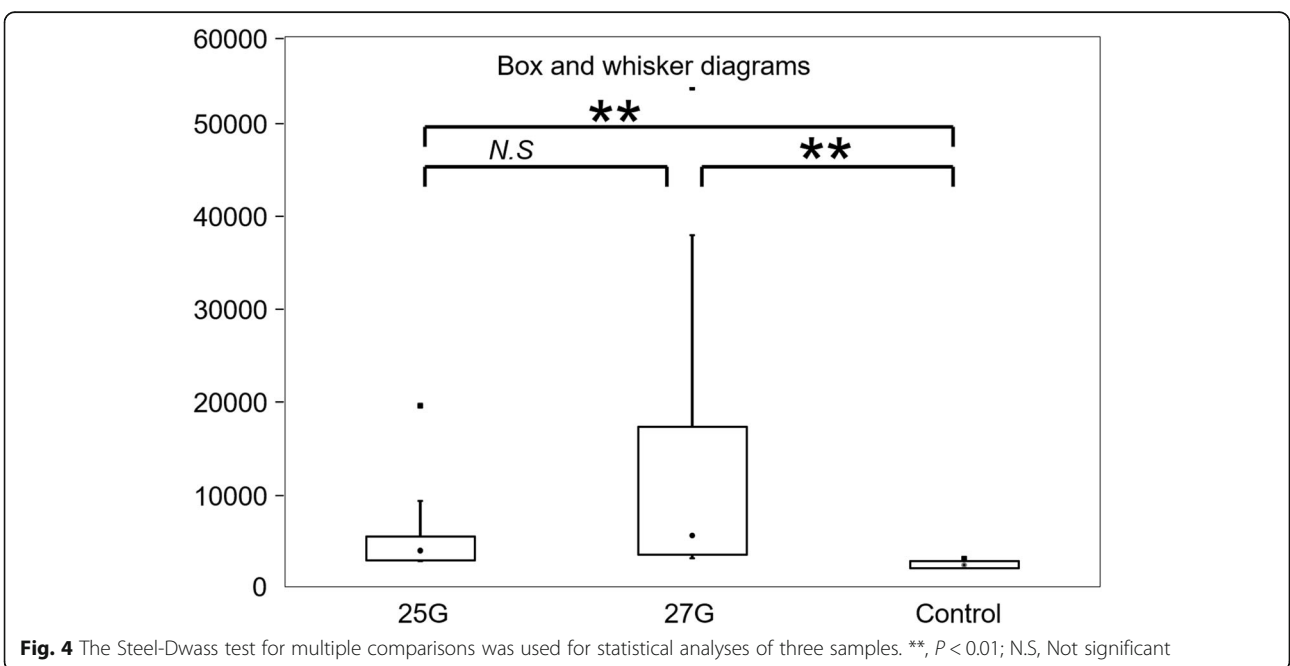 60000
Box and whisker diagrams
**
50000
N.S
**
40000
30000
20000
10000
0
25G 27G Control
Fig. 4 The Steel-Dwass test for multiple comparisons was used for statistical analyses of three samples. **, P < 0.01; N.S, Not significant